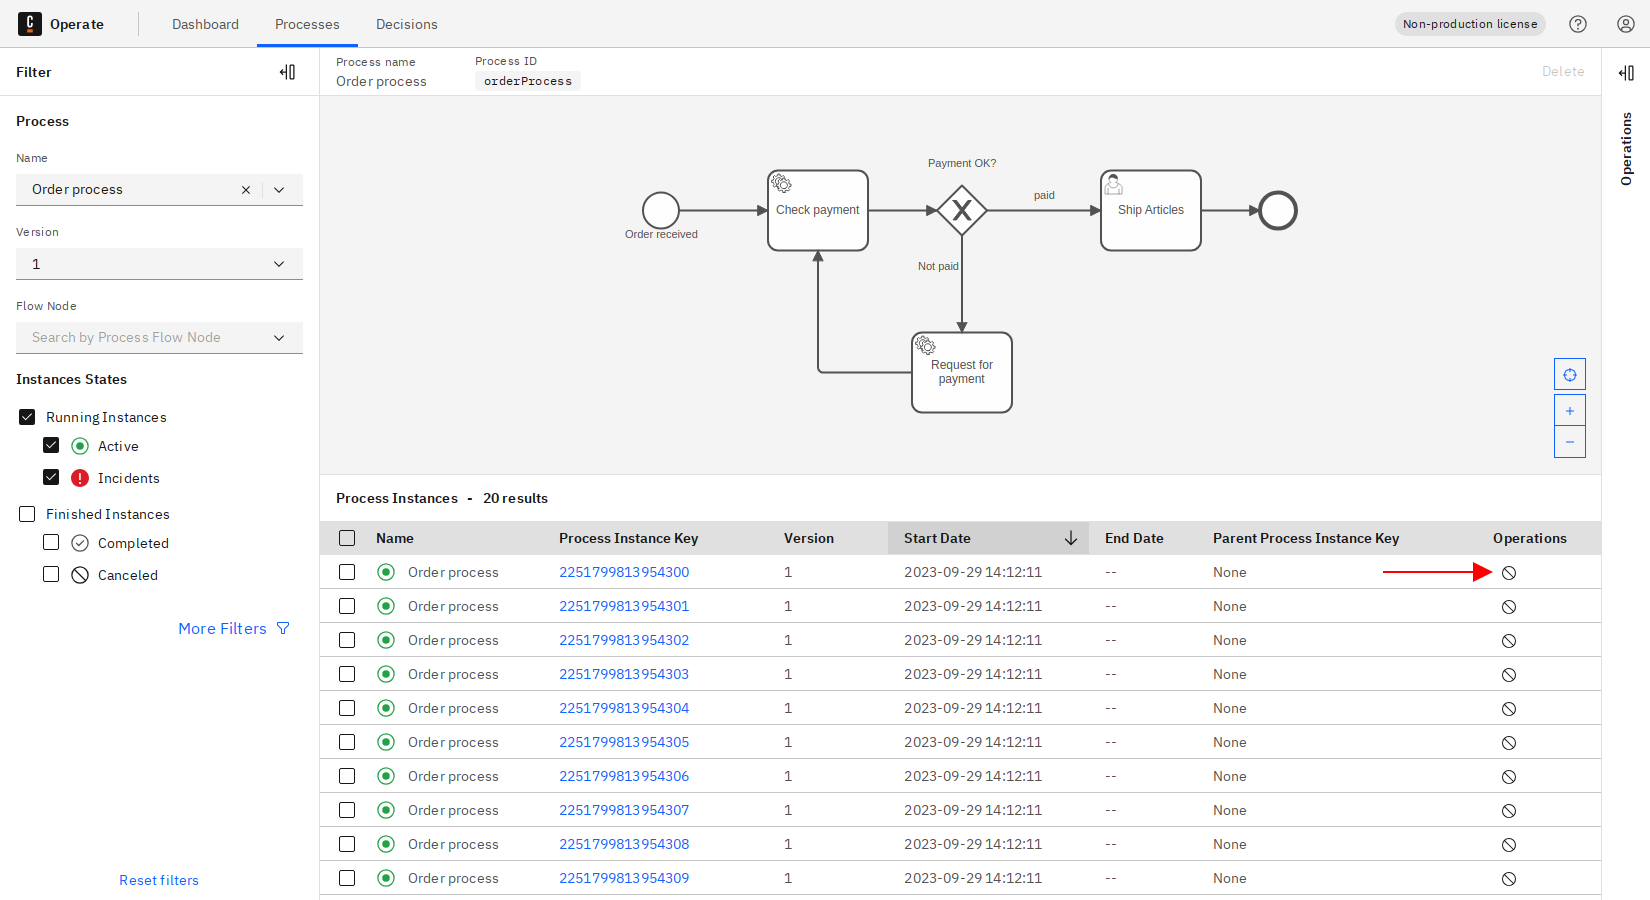 C Operate Dashboard Processes Decisions Non-production license
Filter
Process name Process ID
Order process orderProcess
Delete
Operations
Process
Name
Order process
Version
1
Flow Node
Search by Process Flow Node
Instances States
Running Instances
Active
Incidents
Finished Instances
Completed
Canceled
More Filters
Reset filters
Payment OK?
paid
Check payment
Ship Articles
Order received
Not paid
Request for
payment
Process Instances - 20 results
Name Process Instance Key Version Start Date End Date Parent Process Instance Key Operations
Order process 2251799813954300 1 2023-09-29 14:12:11 -- None
Order process 2251799813954301 1 2023-09-29 14:12:11 -- None
Order process 2251799813954302 1 2023-09-29 14:12:11 -- None
Order process 2251799813954303 1 2023-09-29 14:12:11 -- None
Order process 2251799813954304 1 2023-09-29 14:12:11 -- None
Order process 2251799813954305 1 2023-09-29 14:12:11 -- None
Order process 2251799813954306 1 2023-09-29 14:12:11 -- None
Order process 2251799813954307 1 2023-09-29 14:12:11 -- None
Order process 2251799813954308 1 2023-09-29 14:12:11 -- None
Order process 2251799813954309 1 2023-09-29 14:12:11 -- None